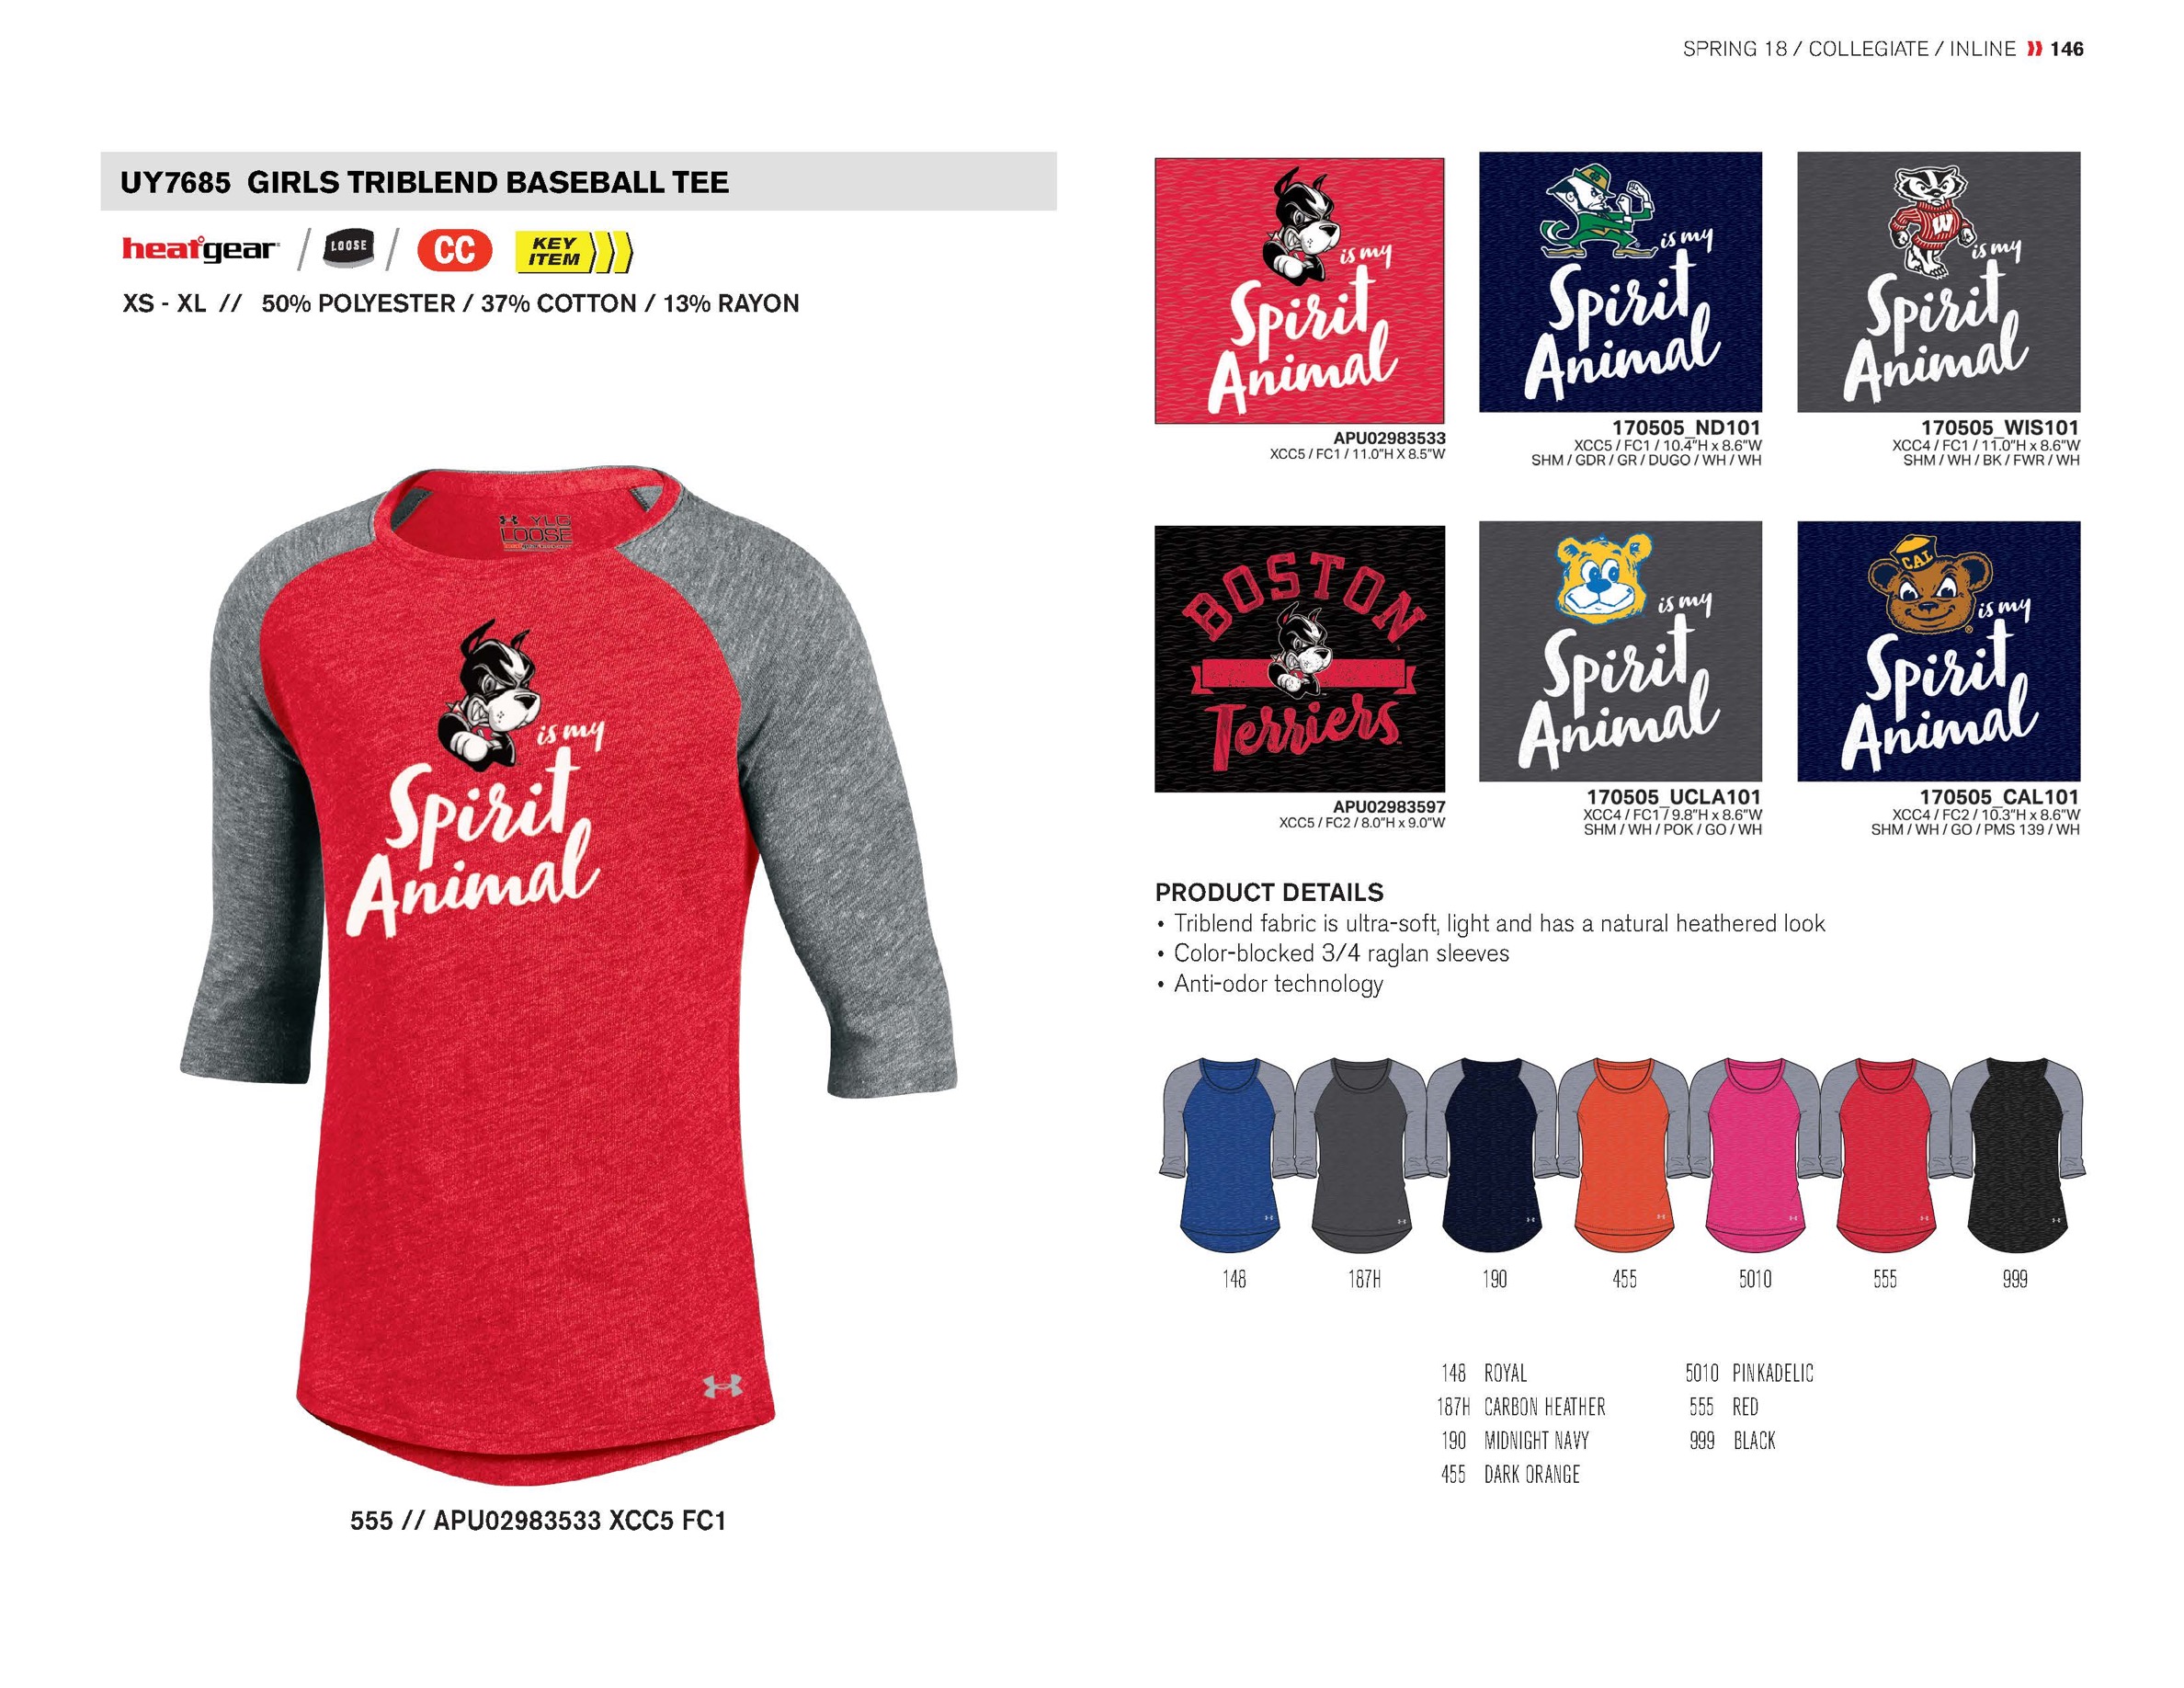 SPRING 18 / COLLEGIATE / INLINE 146
UY7685 GIRLS TRIBLEND BASEBALL TEE
heatgear / LOOSE / CC KEY ITEM
XS - XL // 50% POLYESTER / 37% COTTON / 13% RAYON
YLG
LOOSE
is my
Spirit
Animal
555 // APU02983533 XCC5 FC1
is my
Spirit
Animal
APU02983533
XCC5 / FC1 / 11.0"H X 8.5"W
is my
Spirit
Animal
170505_ND101
XCC5 / FC1 / 10.4"H x 8.6"W
SHM / GDR / GR / DUGO / WH / WH
W
is my
Spirit
Animal
170505_WIS101
XCC4 / FC1 / 11.0"H x 8.6"W
SHM / WH / BK / FWR / WH
BOSTON
Terriers
APU02983597
XCC5 / FC2 / 8.0"H x 9.0"W
is my
Spirit
Animal
170505_UCLA101
XCC4 / FC1 / 9.8"H x 8.6"W
SHM / WH / POK / GO / WH
CAL
is my
Spirit
Animal
170505_CAL101
XCC4 / FC2 / 10.3"H x 8.6"W
SHM / WH / GO / PMS 139 / WH
PRODUCT DETAILS
• Triblend fabric is ultra-soft, light and has a natural heathered look
• Color-blocked 3/4 raglan sleeves
• Anti-odor technology
148 187H 190 455 5010 555 999
148 ROYAL
187H CARBON HEATHER
190 MIDNIGHT NAVY
455 DARK ORANGE
5010 PINKADELIC
555 RED
999 BLACK